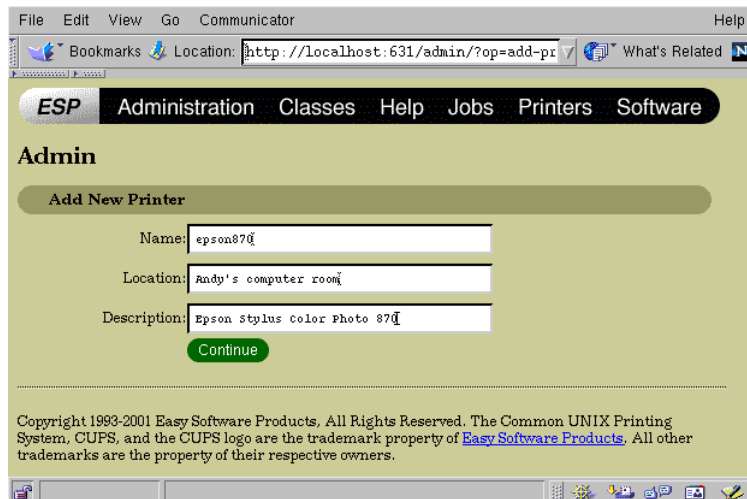 File Edit View Go Communicator Help
Bookmarks Location: http://localhost:631/admin/?op=add-pr What's Related N
ESP Administration Classes Help Jobs Printers Software
Admin
Add New Printer
Name: epson870
Location: Andy's computer room
Description: Epson Stylus Color Photo 870
Continue
Copyright 1993-2001 Easy Software Products, All Rights Reserved. The Common UNIX Printing
System, CUPS, and the CUPS logo are the trademark property of Easy Software Products. All other
trademarks are the property of their respective owners.